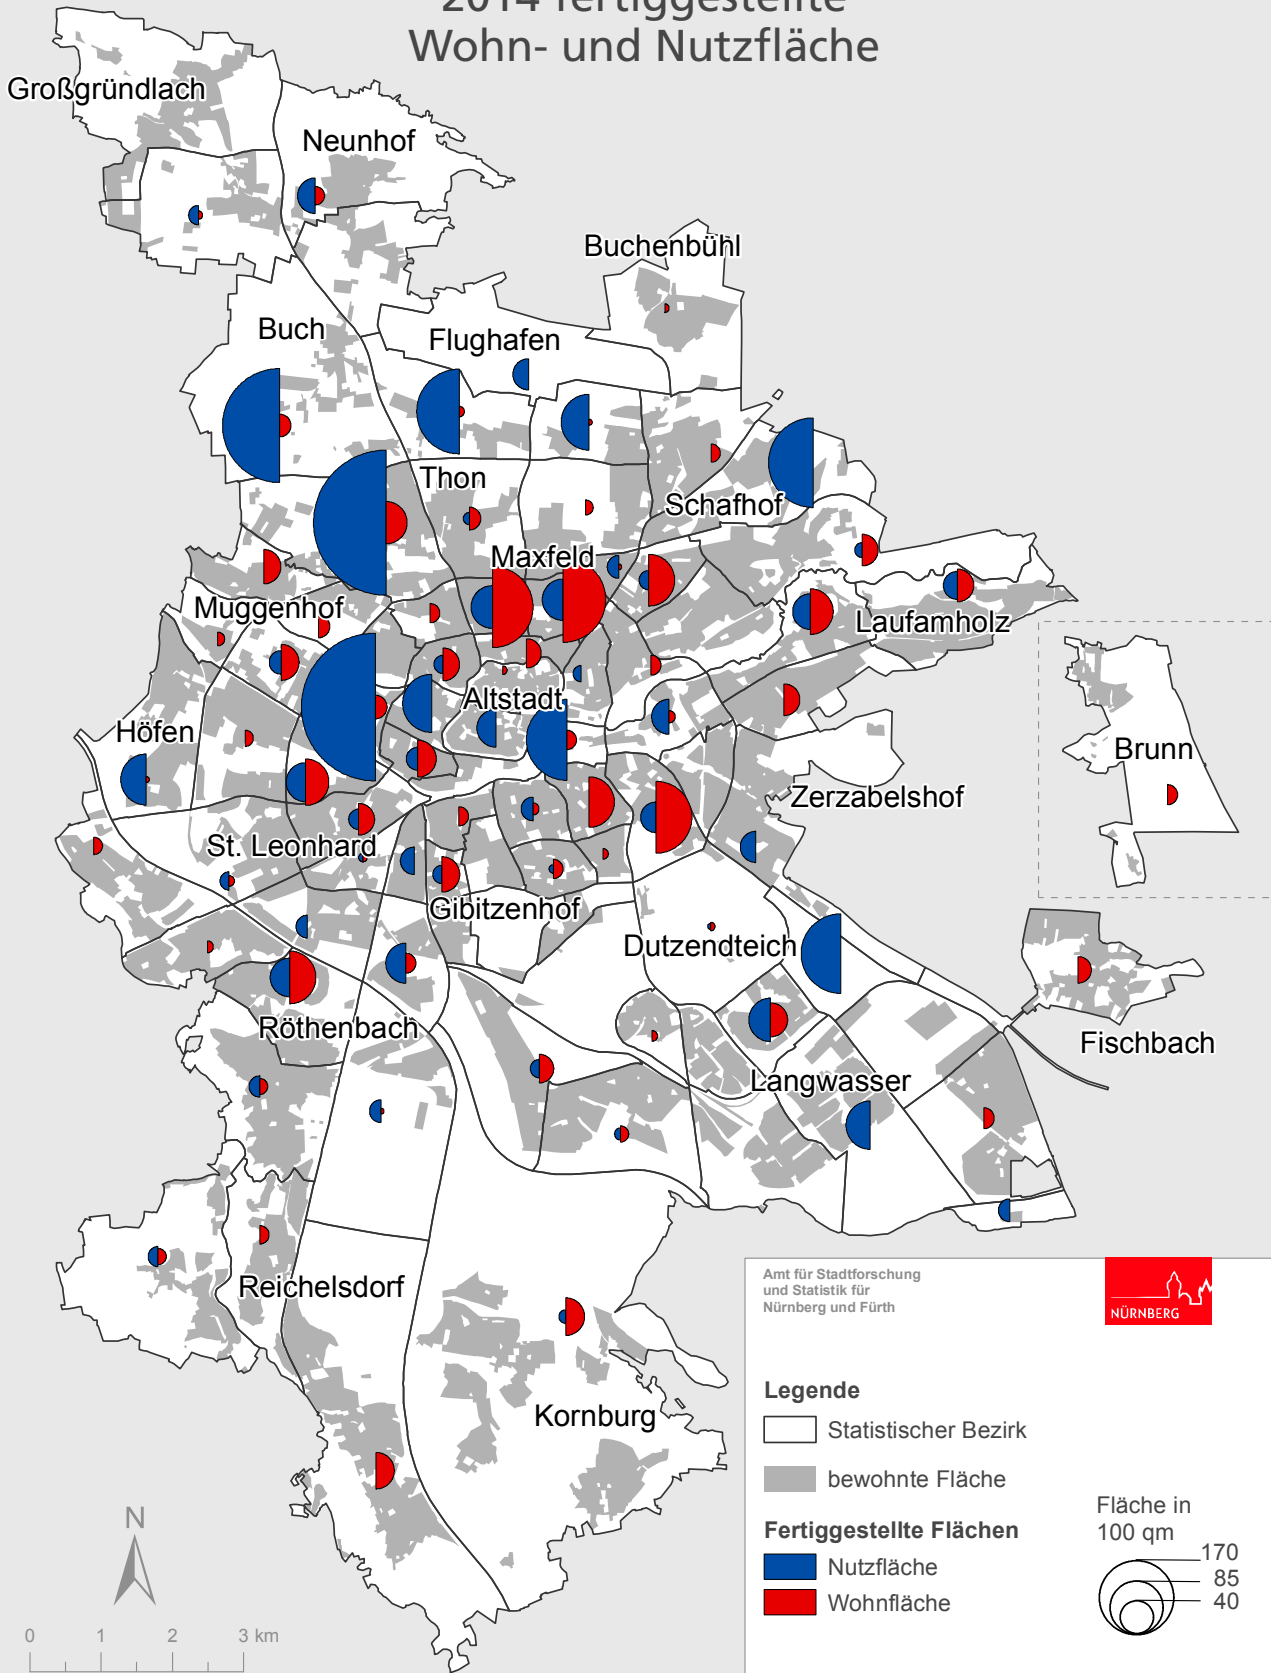 2014 fertiggestellte
Wohn- und Nutzfläche
Großgründlach
Neunhof
Buchenbühl
Buch
Flughafen
Thon
Schafhof
Maxfeld
Muggenhof
Laufamholz
Altstadt
Höfen
Brunn
Zerzabelshof
St. Leonhard
Gibitzenhof
Dutzendteich
Röthenbach
Fischbach
Langwasser
Reichelsdorf
Kornburg
Amt für Stadtforschung
und Statistik für
Nürnberg und Fürth
NÜRNBERG
Legende
Statistischer Bezirk
bewohnte Fläche
Fertiggestellte Flächen
Nutzfläche
Wohnfläche
Fläche in
100 qm
170
85
40
N
0 1 2 3 km